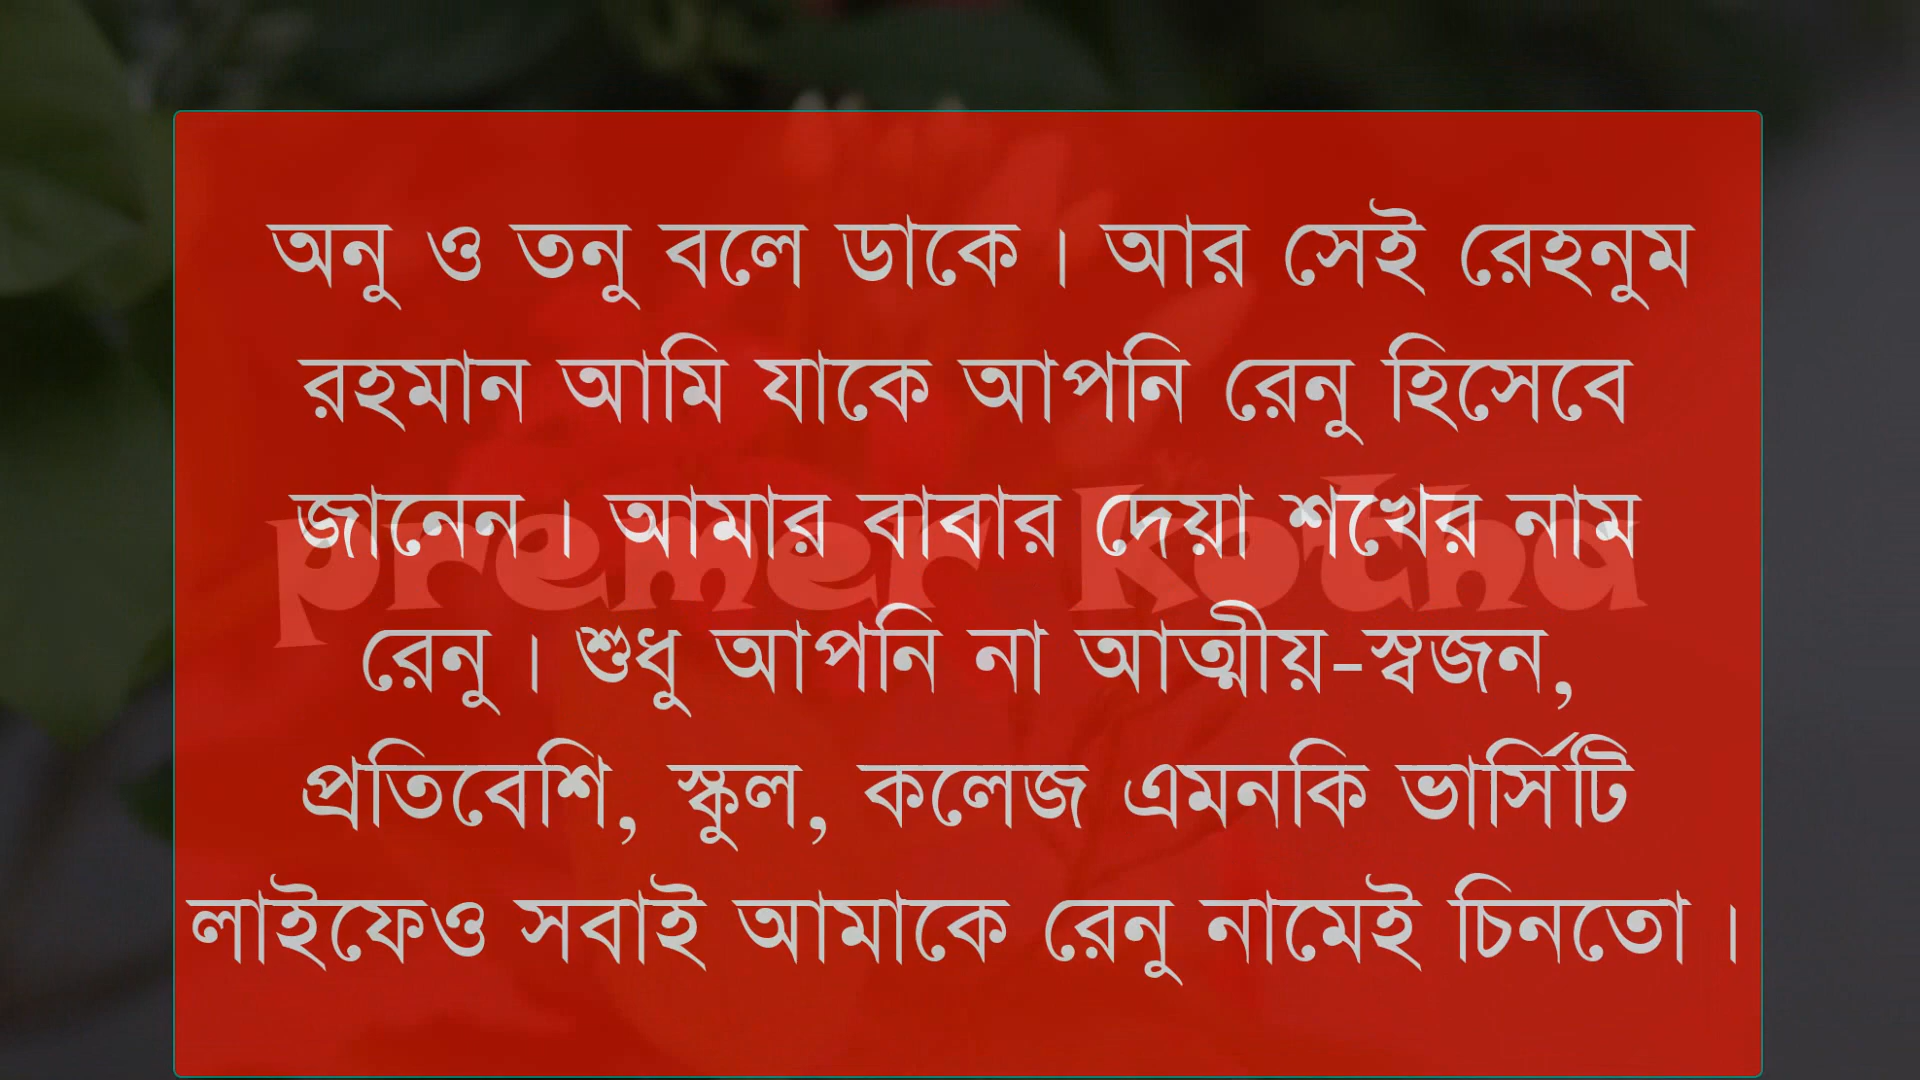 অনু ও তনু বলে ডাকে। আর সেই রেহনুম
রহমান আমি যাকে আপনি রেনু হিসেবে
জানেন। আমার বাবার দেয়া শখের নাম
premer kotha
রেনু। শুধু আপনি না আত্মীয়-স্বজন,
প্রতিবেশি, স্কুল, কলেজ এমনকি ভার্সিটি
লাইফেও সবাই আমাকে রেনু নামেই চিনতো।